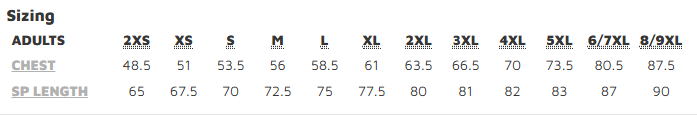 Sizing
ADULTS 2XS XS S M L XL 2XL 3XL 4XL 5XL 6/7XL 8/9XL
CHEST 48.5 51 53.5 56 58.5 61 63.5 66.5 70 73.5 80.5 87.5
SP LENGTH 65 67.5 70 72.5 75 77.5 80 81 82 83 87 90